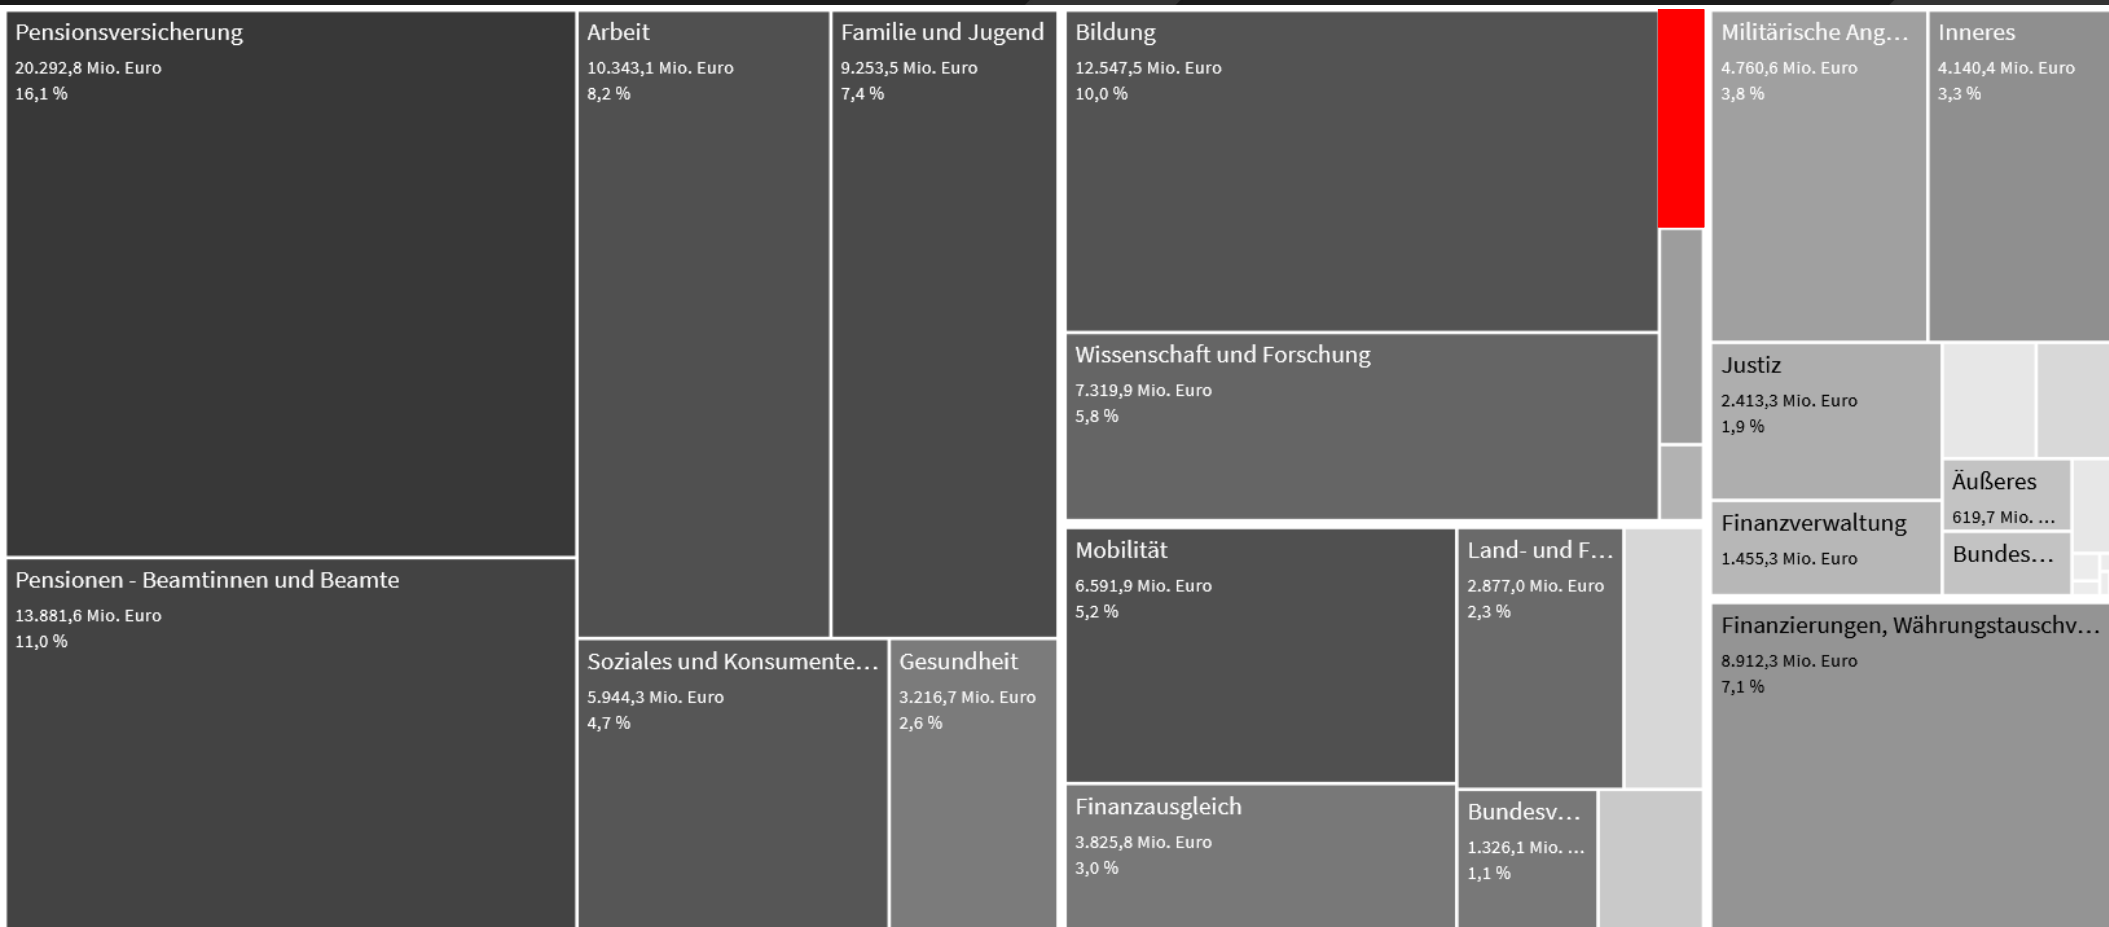 Pensionsversicherung
20.292,8 Mio. Euro
16,1 %
Pensionen - Beamtinnen und Beamte
13.881,6 Mio. Euro
11,0 %
Arbeit
10.343,1 Mio. Euro
8,2 %
Familie und Jugend
9.253,5 Mio. Euro
7,4 %
Soziales und Konsumente...
5.944,3 Mio. Euro
4,7 %
Gesundheit
3.216,7 Mio. Euro
2,6 %
Bildung
12.547,5 Mio. Euro
10,0 %
Wissenschaft und Forschung
7.319,9 Mio. Euro
5,8 %
Mobilität
6.591,9 Mio. Euro
5,2 %
Finanzausgleich
3.825,8 Mio. Euro
3,0 %
Land- und F...
2.877,0 Mio. Euro
2,3 %
Bundesv...
1.326,1 Mio. ...
1,1 %
Militärische Ang...
4.760,6 Mio. Euro
3,8 %
Inneres
4.140,4 Mio. Euro
3,3 %
Justiz
2.413,3 Mio. Euro
1,9 %
Finanzverwaltung
1.455,3 Mio. Euro
Äußeres
619,7 Mio. ...
Bundes...
Finanzierungen, Währungstauschv...
8.912,3 Mio. Euro
7,1 %